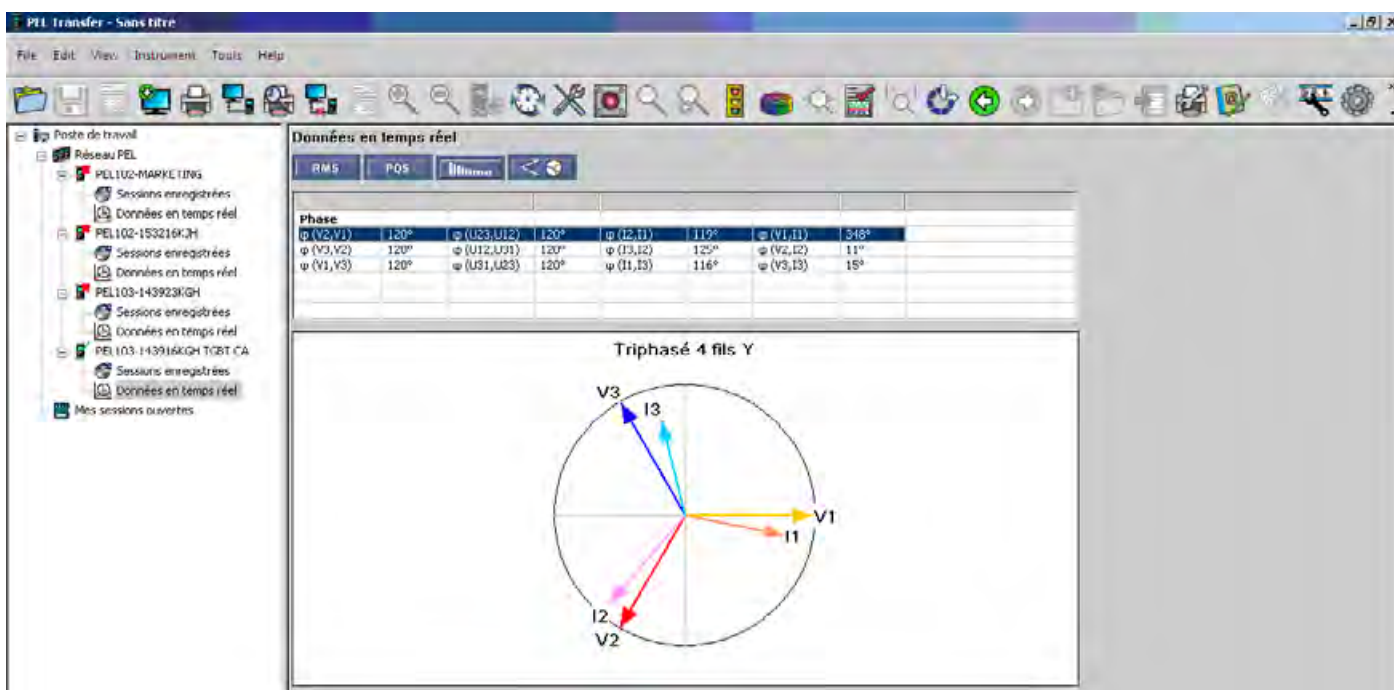 PEL Transfer - Sans titre
File Edit View Instrument Tools Help
Poste de travail
Réseau PEL
PEL102-MARKETING
Sessions enregistrées
Données en temps réel
PEL102-153216KJH
Sessions enregistrées
Données en temps réel
PEL103-143923KGH
Sessions enregistrées
Données en temps réel
PEL103-143916KGH TGBT CA
Sessions enregistrées
Données en temps réel
Mes sessions ouvertes
Données en temps réel
RMS PQS
Phase
φ (V2,V1) 120° φ (U23,U12) 120° φ (I2,I1) 119° φ (V1,I1) 348°
φ (V3,V2) 120° φ (U12,U31) 120° φ (I3,I2) 125° φ (V2,I2) 11°
φ (V1,V3) 120° φ (U31,U23) 120° φ (I1,I3) 116° φ (V3,I3) 15°
Triphasé 4 fils Y
V3
I3
V1
I1
I2
V2